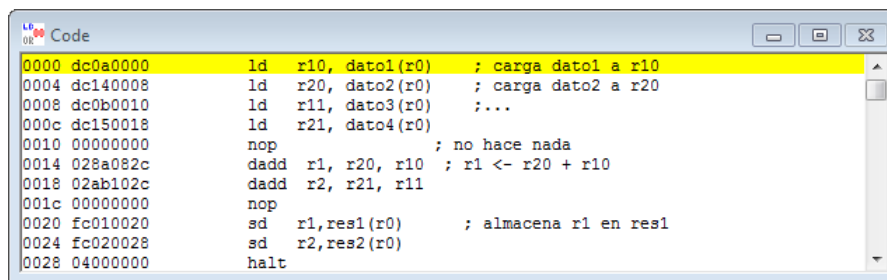 LD
OR Code
0000 dc0a0000 ld r10, dato1(r0) ; carga dato1 a r10
0004 dc140008 ld r20, dato2(r0) ; carga dato2 a r20
0008 dc0b0010 ld r11, dato3(r0) ;...
000c dc150018 ld r21, dato4(r0)
0010 00000000 nop ; no hace nada
0014 028a082c dadd r1, r20, r10 ; r1 <- r20 + r10
0018 02ab102c dadd r2, r21, r11
001c 00000000 nop
0020 fc010020 sd r1,res1(r0) ; almacena r1 en res1
0024 fc020028 sd r2,res2(r0)
0028 04000000 halt